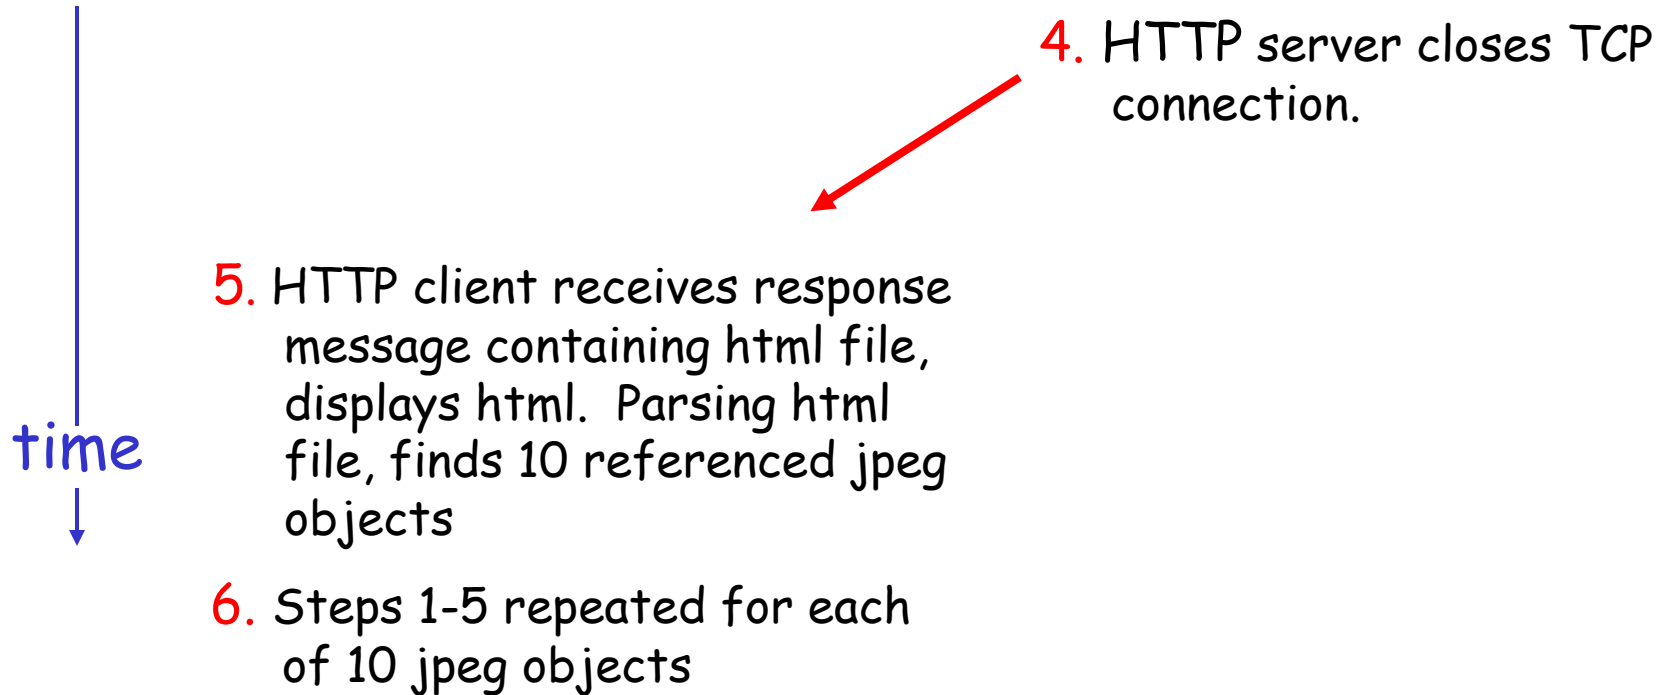 4. HTTP server closes TCP
connection.
5. HTTP client receives response
message containing html file,
displays html.  Parsing html
file, finds 10 referenced jpeg
objects
time
6. Steps 1-5 repeated for each
of 10 jpeg objects